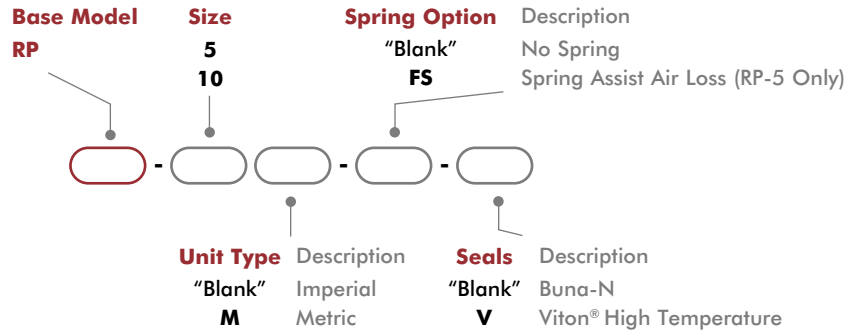 Base Model Size Spring Option Description
RP 5 "Blank" No Spring
10 FS Spring Assist Air Loss (RP-5 Only)
- - -
Unit Type Description Seals Description
"Blank" Imperial "Blank" Buna-N
M Metric V Viton® High Temperature